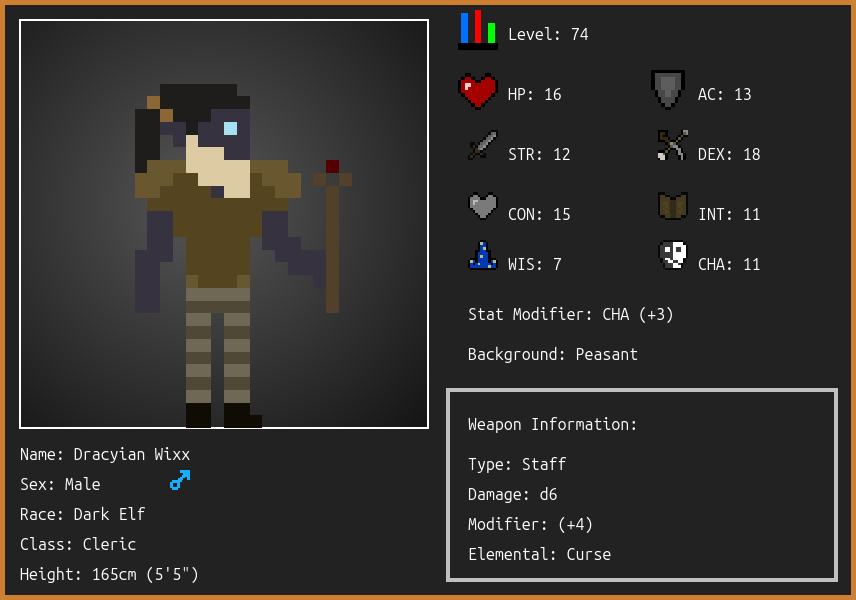 Level: 74
HP: 16
AC: 13
STR: 12
DEX: 18
CON: 15
INT: 11
WIS: 7
CHA: 11
Stat Modifier: CHA (+3)
Background: Peasant
Weapon Information:
Type: Staff
Damage: d6
Modifier: (+4)
Elemental: Curse
Name: Dracyian Wixx
Sex: Male
Race: Dark Elf
Class: Cleric
Height: 165cm (5'5")